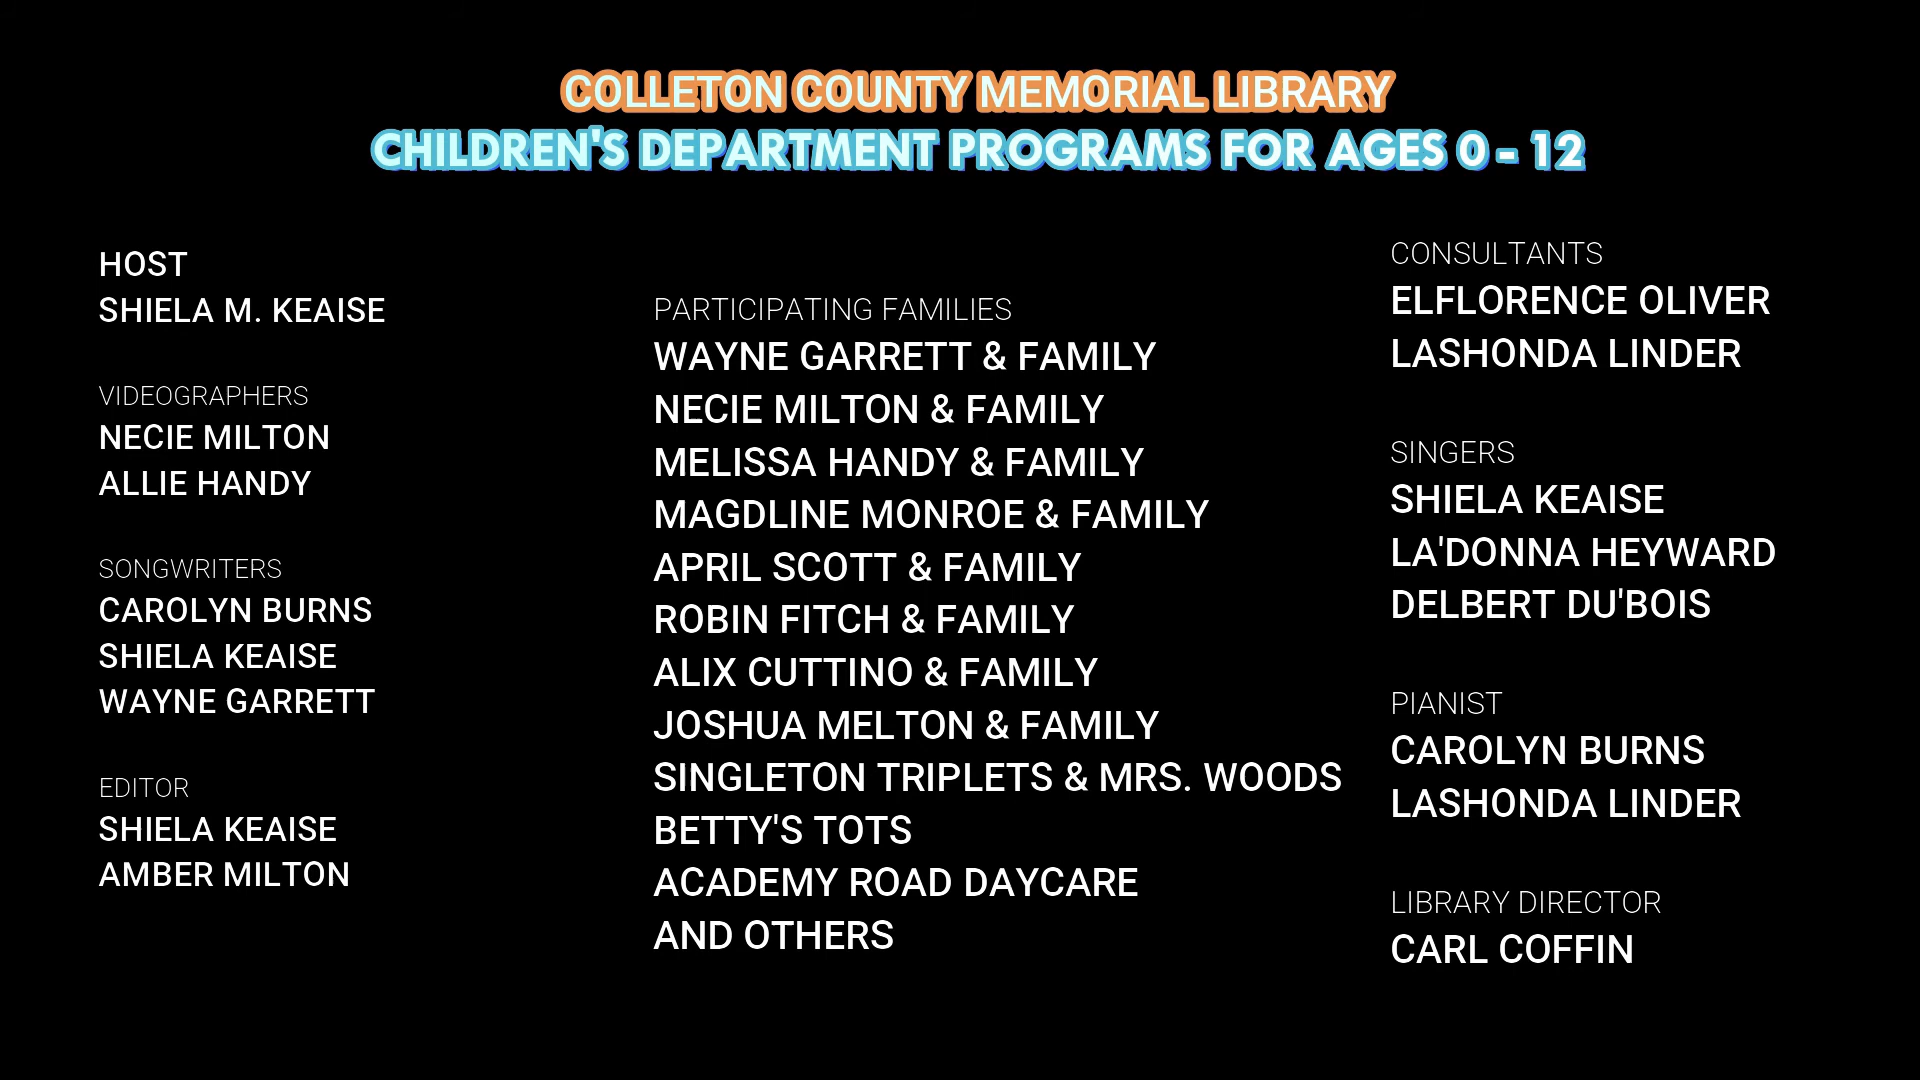 COLLETON COUNTY MEMORIAL LIBRARY
CHILDREN'S DEPARTMENT PROGRAMS FOR AGES 0 - 12
HOST
SHIELA M. KEAISE
VIDEOGRAPHERS
NECIE MILTON
ALLIE HANDY
SONGWRITERS
CAROLYN BURNS
SHIELA KEAISE
WAYNE GARRETT
EDITOR
SHIELA KEAISE
AMBER MILTON
PARTICIPATING FAMILIES
WAYNE GARRETT & FAMILY
NECIE MILTON & FAMILY
MELISSA HANDY & FAMILY
MAGDLINE MONROE & FAMILY
APRIL SCOTT & FAMILY
ROBIN FITCH & FAMILY
ALIX CUTTINO & FAMILY
JOSHUA MELTON & FAMILY
SINGLETON TRIPLETS & MRS. WOODS
BETTY'S TOTS
ACADEMY ROAD DAYCARE
AND OTHERS
CONSULTANTS
ELFLORENCE OLIVER
LASHONDA LINDER
SINGERS
SHIELA KEAISE
LA'DONNA HEYWARD
DELBERT DU'BOIS
PIANIST
CAROLYN BURNS
LASHONDA LINDER
LIBRARY DIRECTOR
CARL COFFIN